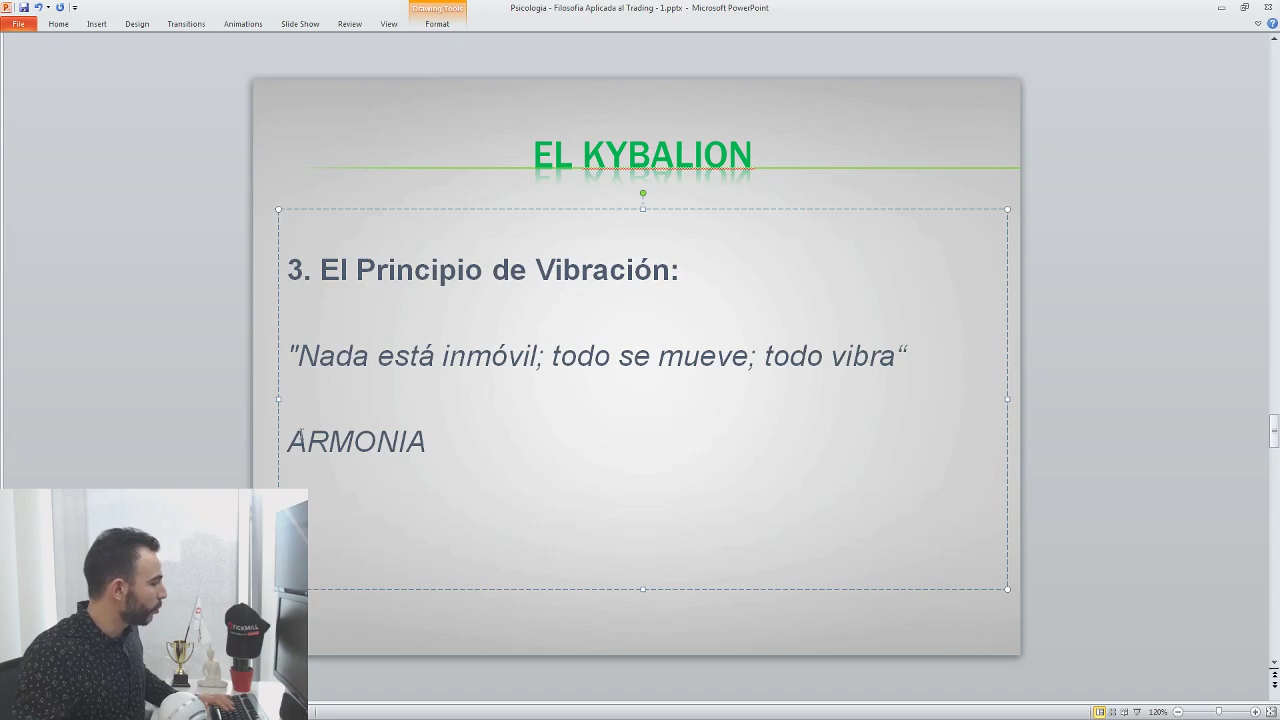 Psicologia - Filosofia Aplicada al Trading - 1.pptx - Microsoft PowerPoint
Drawing Tools
File Home Insert Design Transitions Animations Slide Show Review View Format
EL KYBALION
3. El Principio de Vibración:
"Nada está inmóvil; todo se mueve; todo vibra“
ARMONIA
TICKMILL
120%